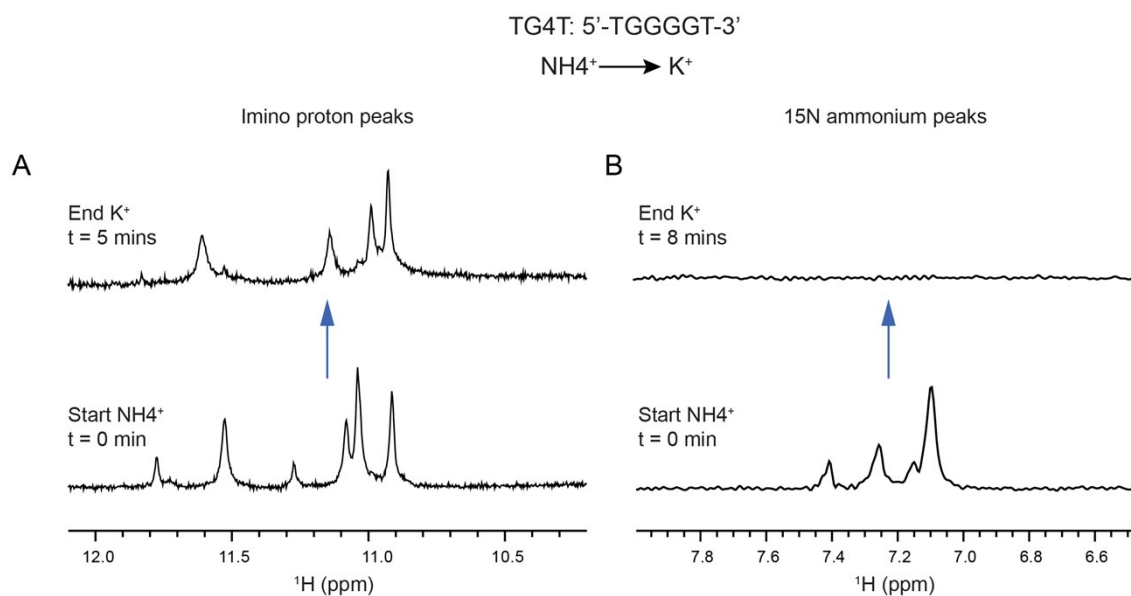 TG4T: 5’-TGGGGT-3’
NH4⁺ → K⁺
Imino proton peaks
15N ammonium peaks
A
End K⁺
t = 5 mins
Start NH4⁺
t = 0 min
12.0 11.5 11.0 10.5
¹H (ppm)
B
End K⁺
t = 8 mins
Start NH4⁺
t = 0 min
7.8 7.6 7.4 7.2 7.0 6.8 6.6
¹H (ppm)